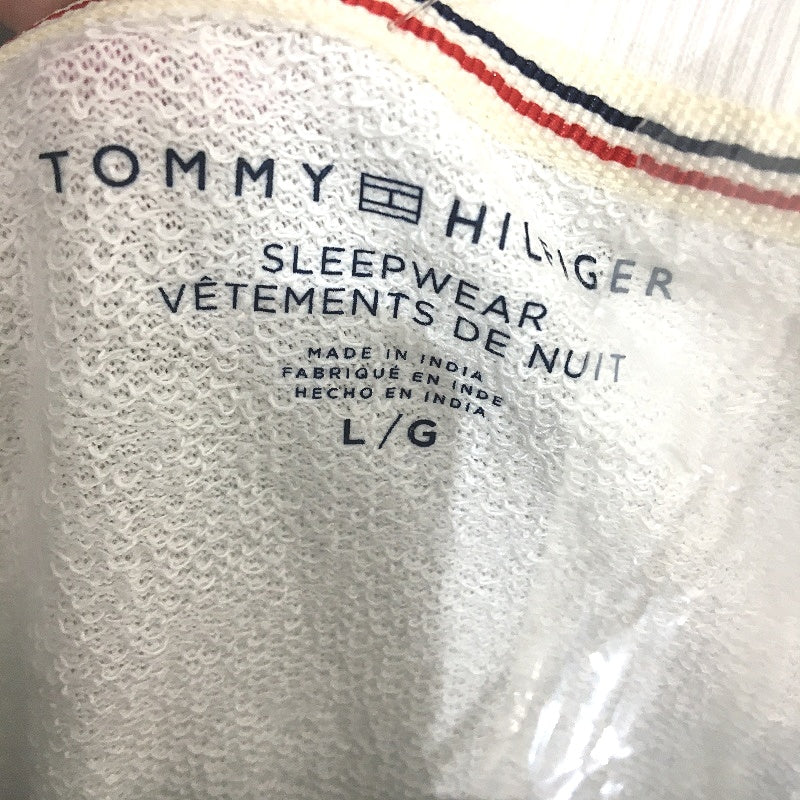 TOMMY HILFIGER
SLEEPWEAR
VÊTEMENTS DE NUIT
MADE IN INDIA
FABRIQUÉ EN INDE
HECHO EN INDIA
L/G